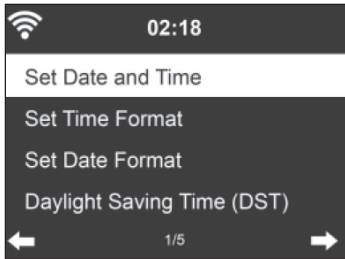 02:18
Set Date and Time
Set Time Format
Set Date Format
Daylight Saving Time (DST)
1/5